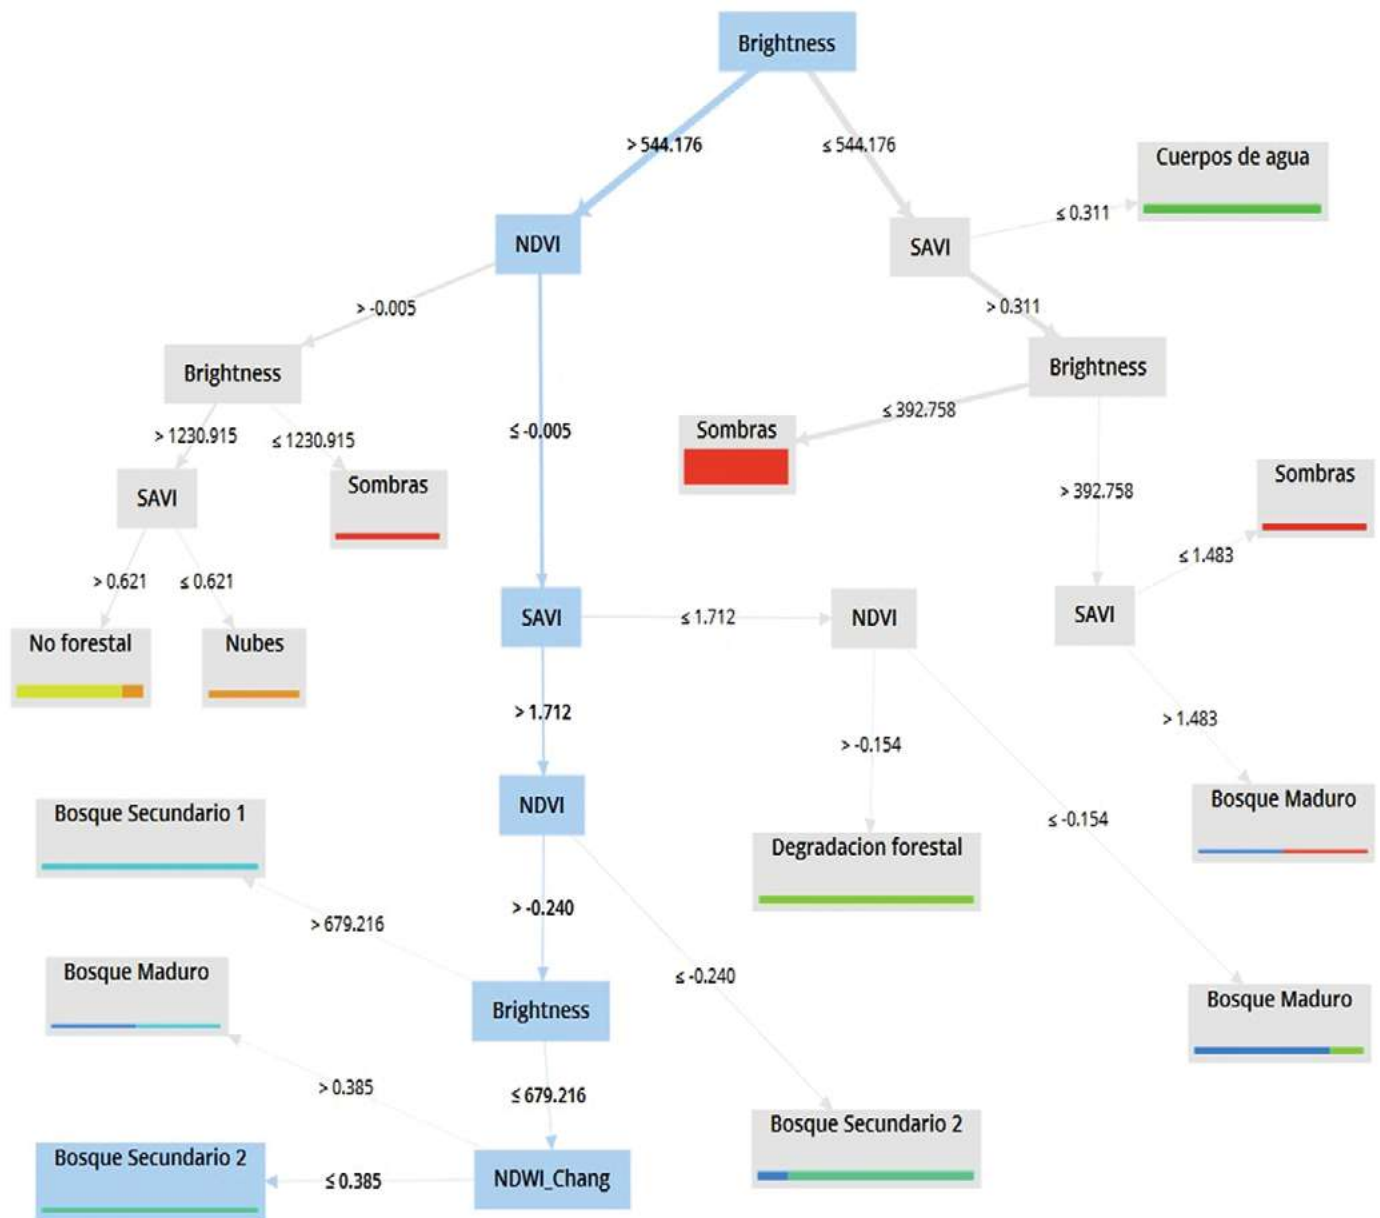 Brightness
> 544.176
≤ 544.176
Cuerpos de agua
≤ 0.311
NDVI
SAVI
> -0.005
> 0.311
Brightness
Brightness
≤ 392.758
> 1230.915
≤ 1230.915
≤ -0.005
Sombras
SAVI
Sombras
> 392.758
Sombras
≤ 1.483
> 0.621
≤ 0.621
SAVI
≤ 1.712
NDVI
SAVI
No forestal
Nubes
> 1.712
> 1.483
> -0.154
NDVI
Bosque Secundario 1
Bosque Maduro
≤ -0.154
Degradacion forestal
> -0.240
> 679.216
Bosque Maduro
≤ -0.240
Brightness
Bosque Maduro
> 0.385
≤ 679.216
Bosque Secundario 2
Bosque Secundario 2
≤ 0.385
NDWI_Chang